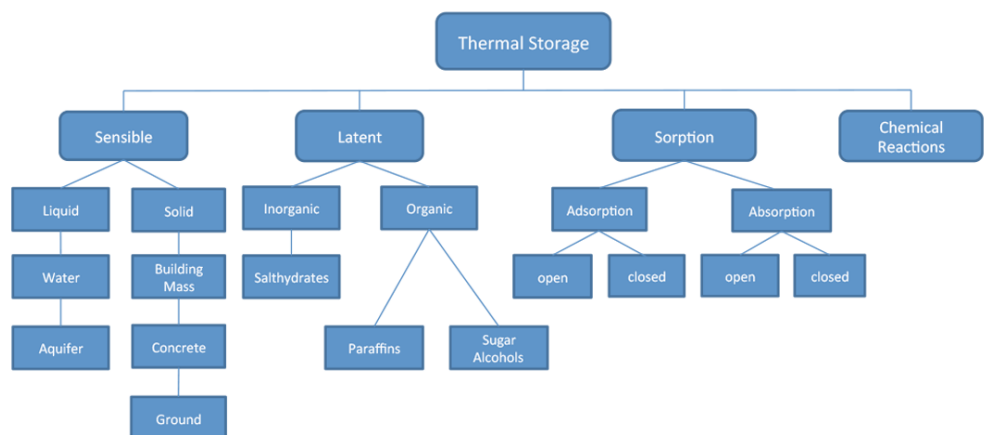 Thermal Storage
Sensible
Latent
Sorption
Chemical
Reactions
Liquid
Solid
Inorganic
Organic
Adsorption
Absorption
Water
Building
Mass
Salthydrates
open
closed
open
closed
Aquifer
Concrete
Paraffins
Sugar
Alcohols
Ground